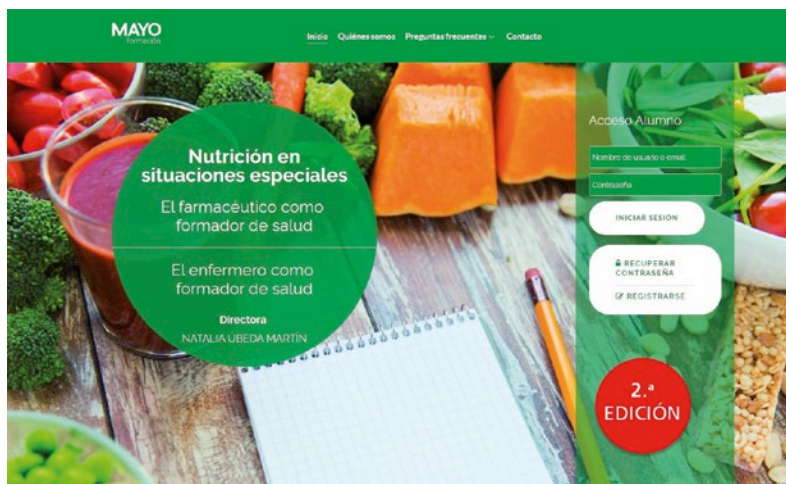 MAYO
formación
Inicio Quiénes somos Preguntas frecuentes Contacto
Nutrición en
situaciones especiales
El farmacéutico como
formador de salud
El enfermero como
formador de salud
Directora
NATALIA ÚBEDA MARTÍN
Acceso Alumno
Nombre de usuario o email
Contraseña
INICIAR SESIÓN
RECUPERAR
CONTRASEÑA
REGISTRARSE
2.ª
EDICIÓN